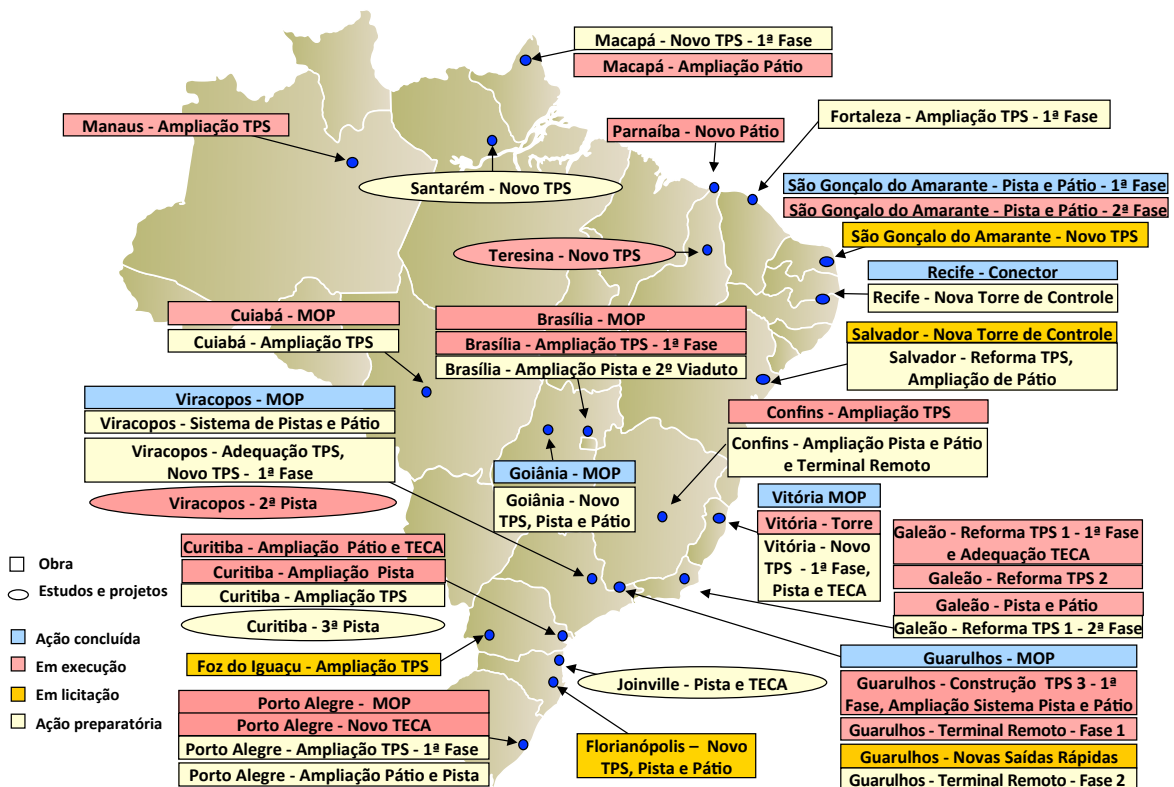 Macapá - Novo TPS - 1ª Fase
Macapá - Ampliação Pátio
Manaus - Ampliação TPS
Parnaíba - Novo Pátio
Fortaleza - Ampliação TPS - 1ª Fase
Santarém - Novo TPS
São Gonçalo do Amarante - Pista e Pátio - 1ª Fase
São Gonçalo do Amarante - Pista e Pátio - 2ª Fase
São Gonçalo do Amarante - Novo TPS
Teresina - Novo TPS
Recife - Conector
Recife - Nova Torre de Controle
Cuiabá - MOP
Cuiabá - Ampliação TPS
Brasília - MOP
Brasília - Ampliação TPS - 1ª Fase
Brasília - Ampliação Pista e 2º Viaduto
Salvador - Nova Torre de Controle
Salvador - Reforma TPS,
Ampliação de Pátio
Viracopos - MOP
Viracopos - Sistema de Pistas e Pátio
Viracopos - Adequação TPS,
Novo TPS - 1ª Fase
Viracopos - 2ª Pista
Goiânia - MOP
Goiânia - Novo
TPS, Pista e Pátio
Confins - Ampliação TPS
Confins - Ampliação Pista e Pátio
e Terminal Remoto
Vitória MOP
Vitória - Torre
Vitória - Novo
TPS - 1ª Fase,
Pista e TECA
Galeão - Reforma TPS 1 - 1ª Fase
e Adequação TECA
Galeão - Reforma TPS 2
Galeão - Pista e Pátio
Galeão - Reforma TPS 1 - 2ª Fase
Curitiba - Ampliação Pátio e TECA
Curitiba - Ampliação Pista
Curitiba - Ampliação TPS
Curitiba - 3ª Pista
Obra
Estudos e projetos
Ação concluída
Em execução
Em licitação
Ação preparatória
Foz do Iguaçu - Ampliação TPS
Joinville - Pista e TECA
Guarulhos - MOP
Guarulhos - Construção TPS 3 - 1ª
Fase, Ampliação Sistema Pista e Pátio
Guarulhos - Terminal Remoto - Fase 1
Guarulhos - Novas Saídas Rápidas
Guarulhos - Terminal Remoto - Fase 2
Porto Alegre - MOP
Porto Alegre - Novo TECA
Porto Alegre - Ampliação TPS - 1ª Fase
Porto Alegre - Ampliação Pátio e Pista
Florianópolis – Novo
TPS, Pista e Pátio